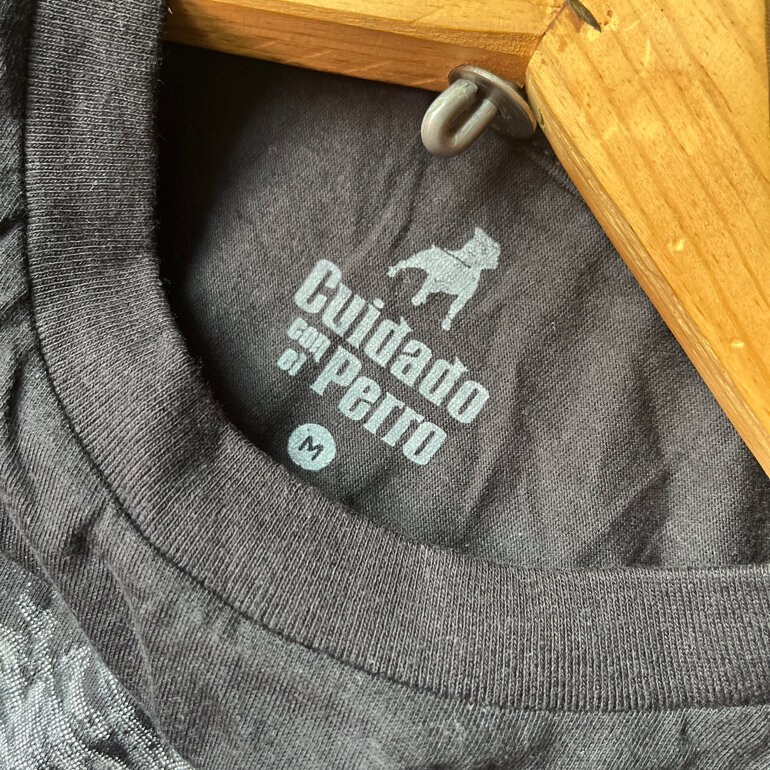 Cuidado
con el Perro
M